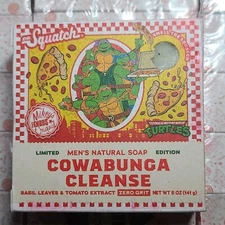 Squatch
TURTLES
LIMITED MEN'S NATURAL SOAP EDITION
COWABUNGA
CLEANSE
BASIL LEAVES & TOMATO EXTRACT ZERO GRIT NET WT 5 OZ (141 g)